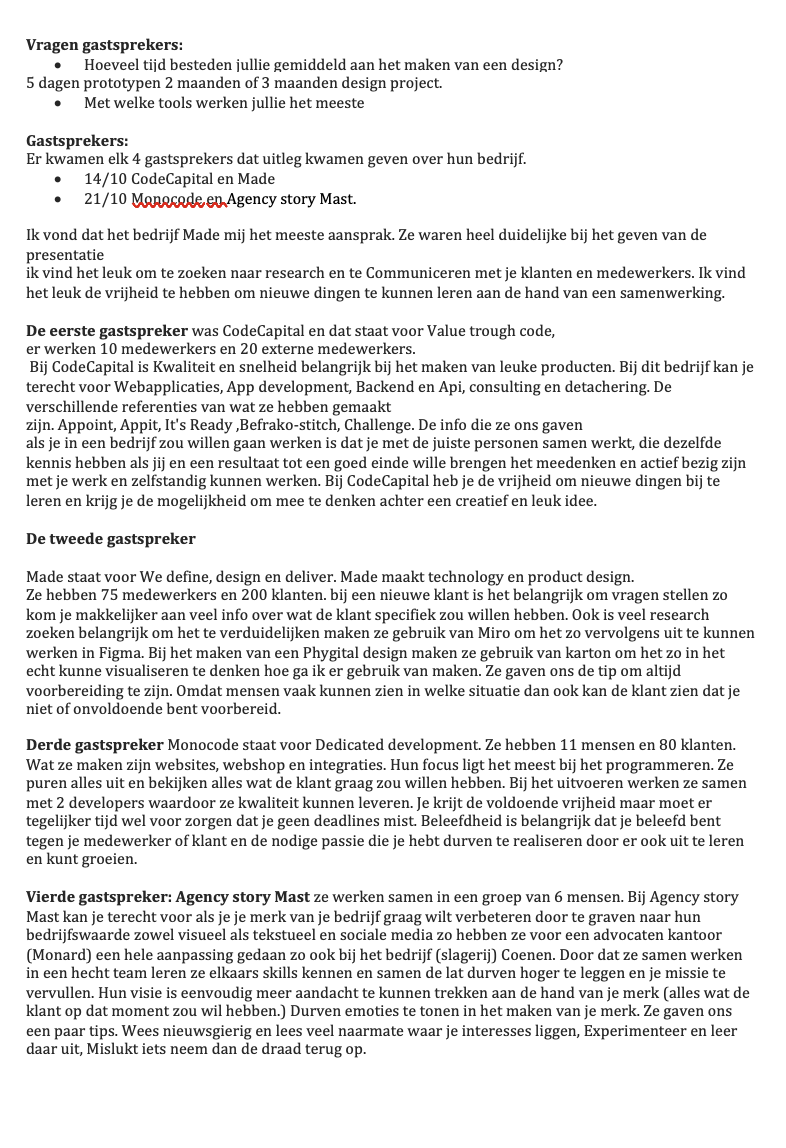 Vragen gastsprekers:
• Hoeveel tijd besteden jullie gemiddeld aan het maken van een design?
5 dagen prototypen 2 maanden of 3 maanden design project.
• Met welke tools werken jullie het meeste
Gastsprekers:
Er kwamen elk 4 gastsprekers dat uitleg kwamen geven over hun bedrijf.
• 14/10 CodeCapital en Made
• 21/10 Monocode en Agency story Mast.
Ik vond dat het bedrijf Made mij het meeste aansprak. Ze waren heel duidelijke bij het geven van de
presentatie
ik vind het leuk om te zoeken naar research en te Communiceren met je klanten en medewerkers. Ik vind
het leuk de vrijheid te hebben om nieuwe dingen te kunnen leren aan de hand van een samenwerking.
De eerste gastspreker was CodeCapital en dat staat voor Value trough code,
er werken 10 medewerkers en 20 externe medewerkers.
Bij CodeCapital is Kwaliteit en snelheid belangrijk bij het maken van leuke producten. Bij dit bedrijf kan je
terecht voor Webapplicaties, App development, Backend en Api, consulting en detachering. De
verschillende referenties van wat ze hebben gemaakt
zijn. Appoint, Appit, It's Ready ,Befrako-stitch, Challenge. De info die ze ons gaven
als je in een bedrijf zou willen gaan werken is dat je met de juiste personen samen werkt, die dezelfde
kennis hebben als jij en een resultaat tot een goed einde wille brengen het meedenken en actief bezig zijn
met je werk en zelfstandig kunnen werken. Bij CodeCapital heb je de vrijheid om nieuwe dingen bij te
leren en krijg je de mogelijkheid om mee te denken achter een creatief en leuk idee.
De tweede gastspreker
Made staat voor We define, design en deliver. Made maakt technology en product design.
Ze hebben 75 medewerkers en 200 klanten. bij een nieuwe klant is het belangrijk om vragen stellen zo
kom je makkelijker aan veel info over wat de klant specifiek zou willen hebben. Ook is veel research
zoeken belangrijk om het te verduidelijken maken ze gebruik van Miro om het zo vervolgens uit te kunnen
werken in Figma. Bij het maken van een Phygital design maken ze gebruik van karton om het zo in het
echt kunne visualiseren te denken hoe ga ik er gebruik van maken. Ze gaven ons de tip om altijd
voorbereiding te zijn. Omdat mensen vaak kunnen zien in welke situatie dan ook kan de klant zien dat je
niet of onvoldoende bent voorbereid.
Derde gastspreker Monocode staat voor Dedicated development. Ze hebben 11 mensen en 80 klanten.
Wat ze maken zijn websites, webshop en integraties. Hun focus ligt het meest bij het programmeren. Ze
puren alles uit en bekijken alles wat de klant graag zou willen hebben. Bij het uitvoeren werken ze samen
met 2 developers waardoor ze kwaliteit kunnen leveren. Je krijt de voldoende vrijheid maar moet er
tegelijker tijd wel voor zorgen dat je geen deadlines mist. Beleefdheid is belangrijk dat je beleefd bent
tegen je medewerker of klant en de nodige passie die je hebt durven te realiseren door er ook uit te leren
en kunt groeien.
Vierde gastspreker: Agency story Mast ze werken samen in een groep van 6 mensen. Bij Agency story
Mast kan je terecht voor als je je merk van je bedrijf graag wilt verbeteren door te graven naar hun
bedrijfswaarde zowel visueel als tekstueel en sociale media zo hebben ze voor een advocaten kantoor
(Monard) een hele aanpassing gedaan zo ook bij het bedrijf (slagerij) Coenen. Door dat ze samen werken
in een hecht team leren ze elkaars skills kennen en samen de lat durven hoger te leggen en je missie te
vervullen. Hun visie is eenvoudig meer aandacht te kunnen trekken aan de hand van je merk (alles wat de
klant op dat moment zou wil hebben.) Durven emoties te tonen in het maken van je merk. Ze gaven ons
een paar tips. Wees nieuwsgierig en lees veel naarmate waar je interesses liggen, Experimenteer en leer
daar uit, Mislukt iets neem dan de draad terug op.